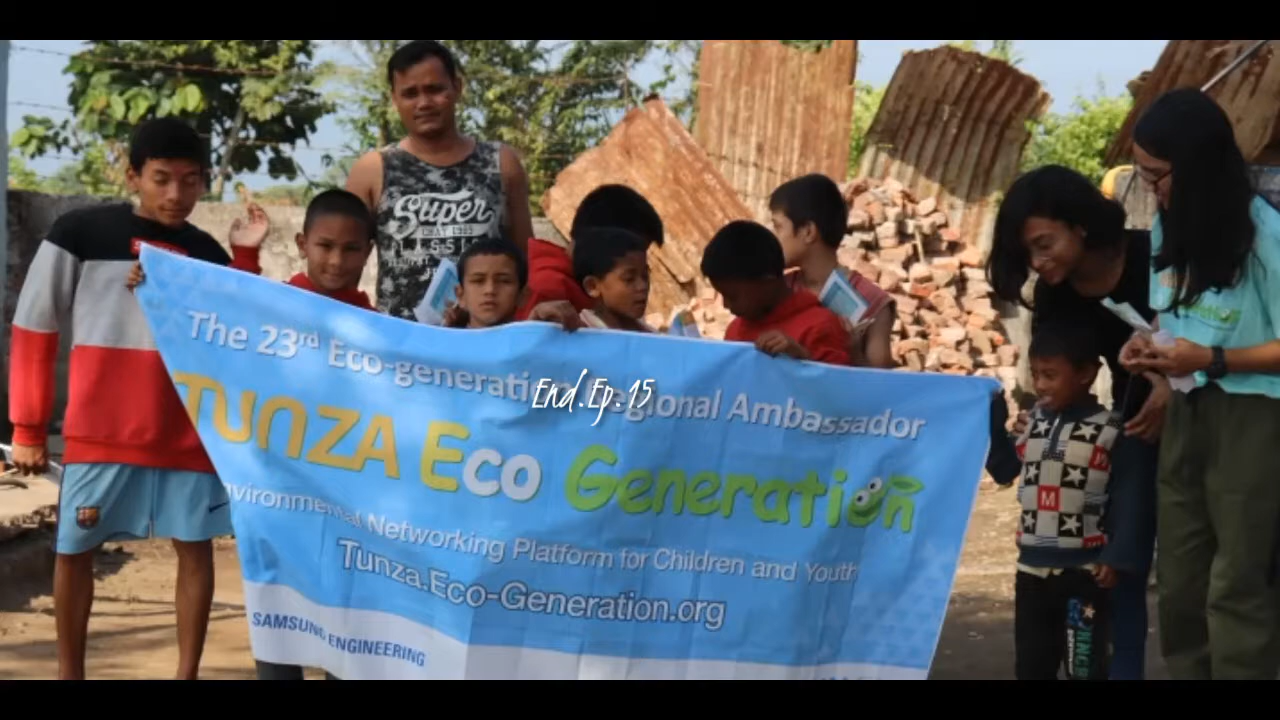 Super
The 23rd Eco-generation Regional Ambassador
End.Ep.15
TUNZA Eco Generation
Environmental Networking Platform for Children and Youth
Tunza.Eco-Generation.org
SAMSUNG ENGINEERING
M